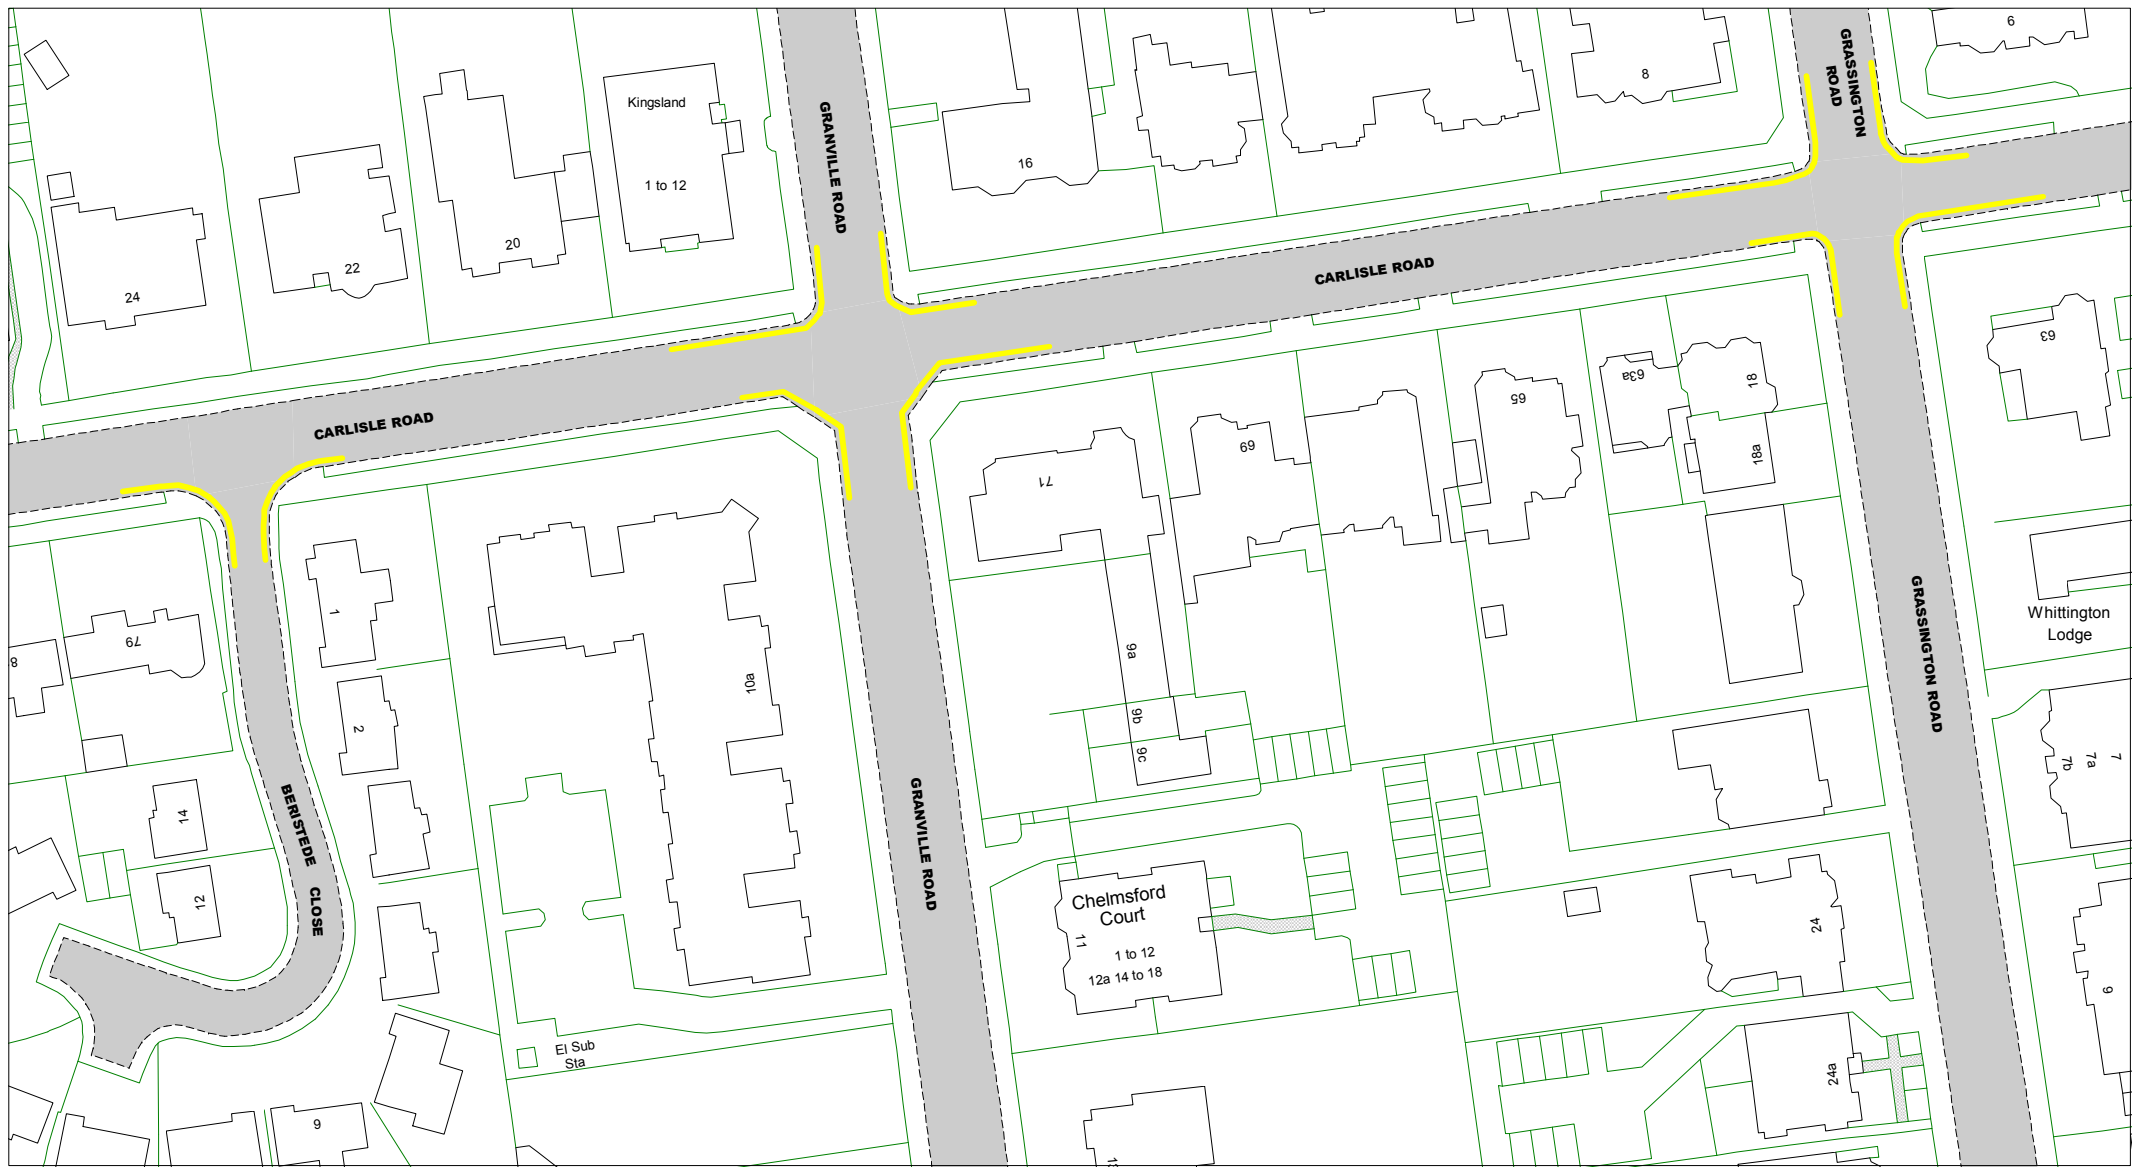 6
GRASSINGTON
ROAD
8
Kingsland
GRANVILLE ROAD
16
1 to 12
20
22
24
CARLISLE ROAD
63
63a
18
65
CARLISLE ROAD
69
18a
71
1
Whittington
Lodge
79
9a
8
GRASSINGTON ROAD
10a
9b
2
9c
7
7a
7b
14
BERISTEDE CLOSE
GRANVILLE ROAD
12
Chelmsford
Court
11
24
1 to 12
12a 14 to 18
9
El Sub
Sta
24a
9